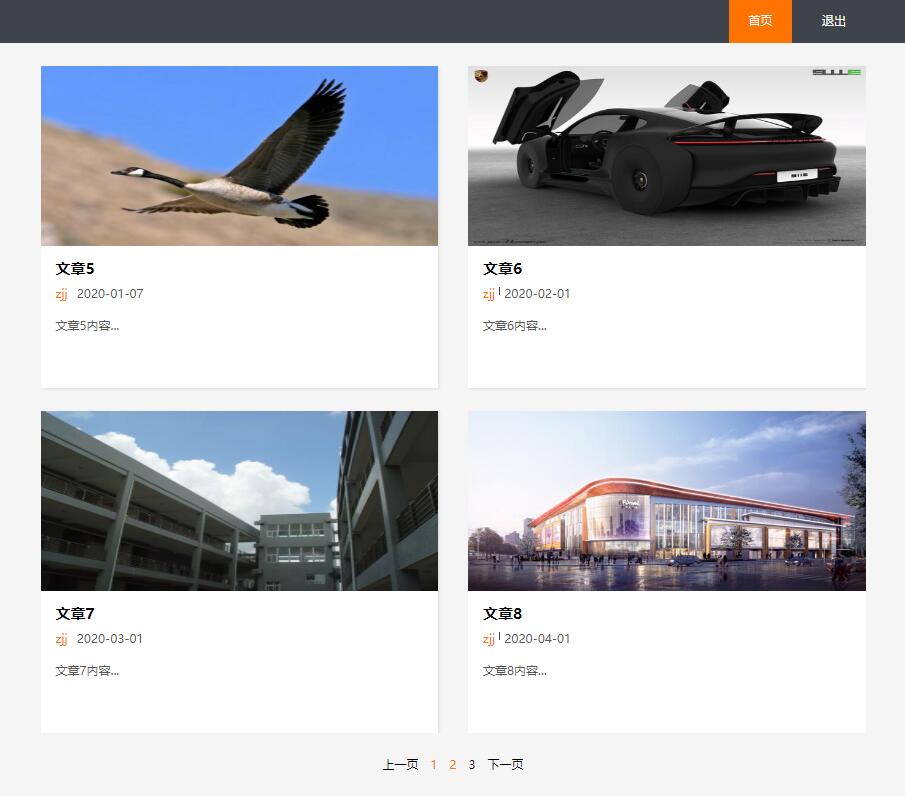 首页 退出
文章5
zjj 2020-01-07
文章5内容...
文章6
zjj 2020-02-01
文章6内容...
文章7
zjj 2020-03-01
文章7内容...
文章8
zjj 2020-04-01
文章8内容...
上一页 1 2 3 下一页